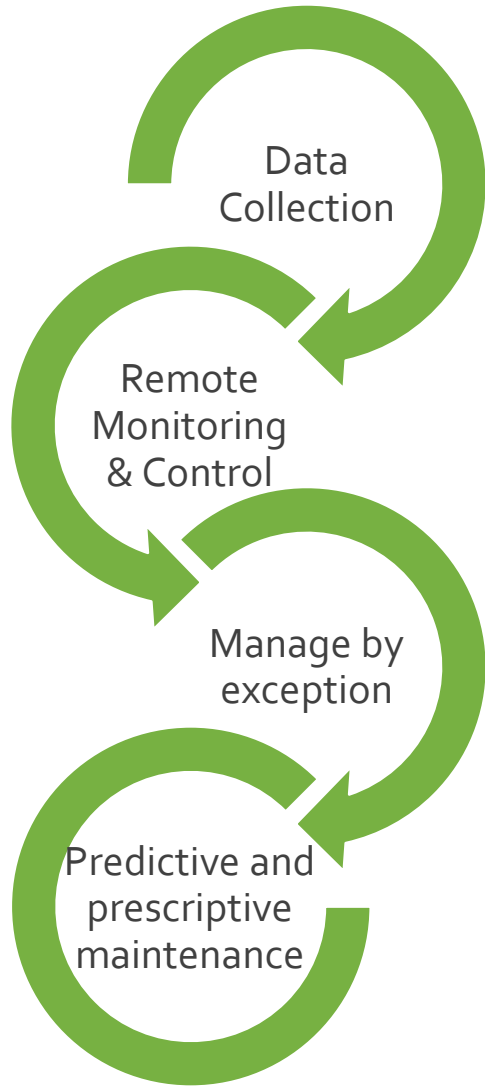 Data
Collection
Remote
Monitoring
& Control
Manage by
exception
Predictive and
prescriptive
maintenance